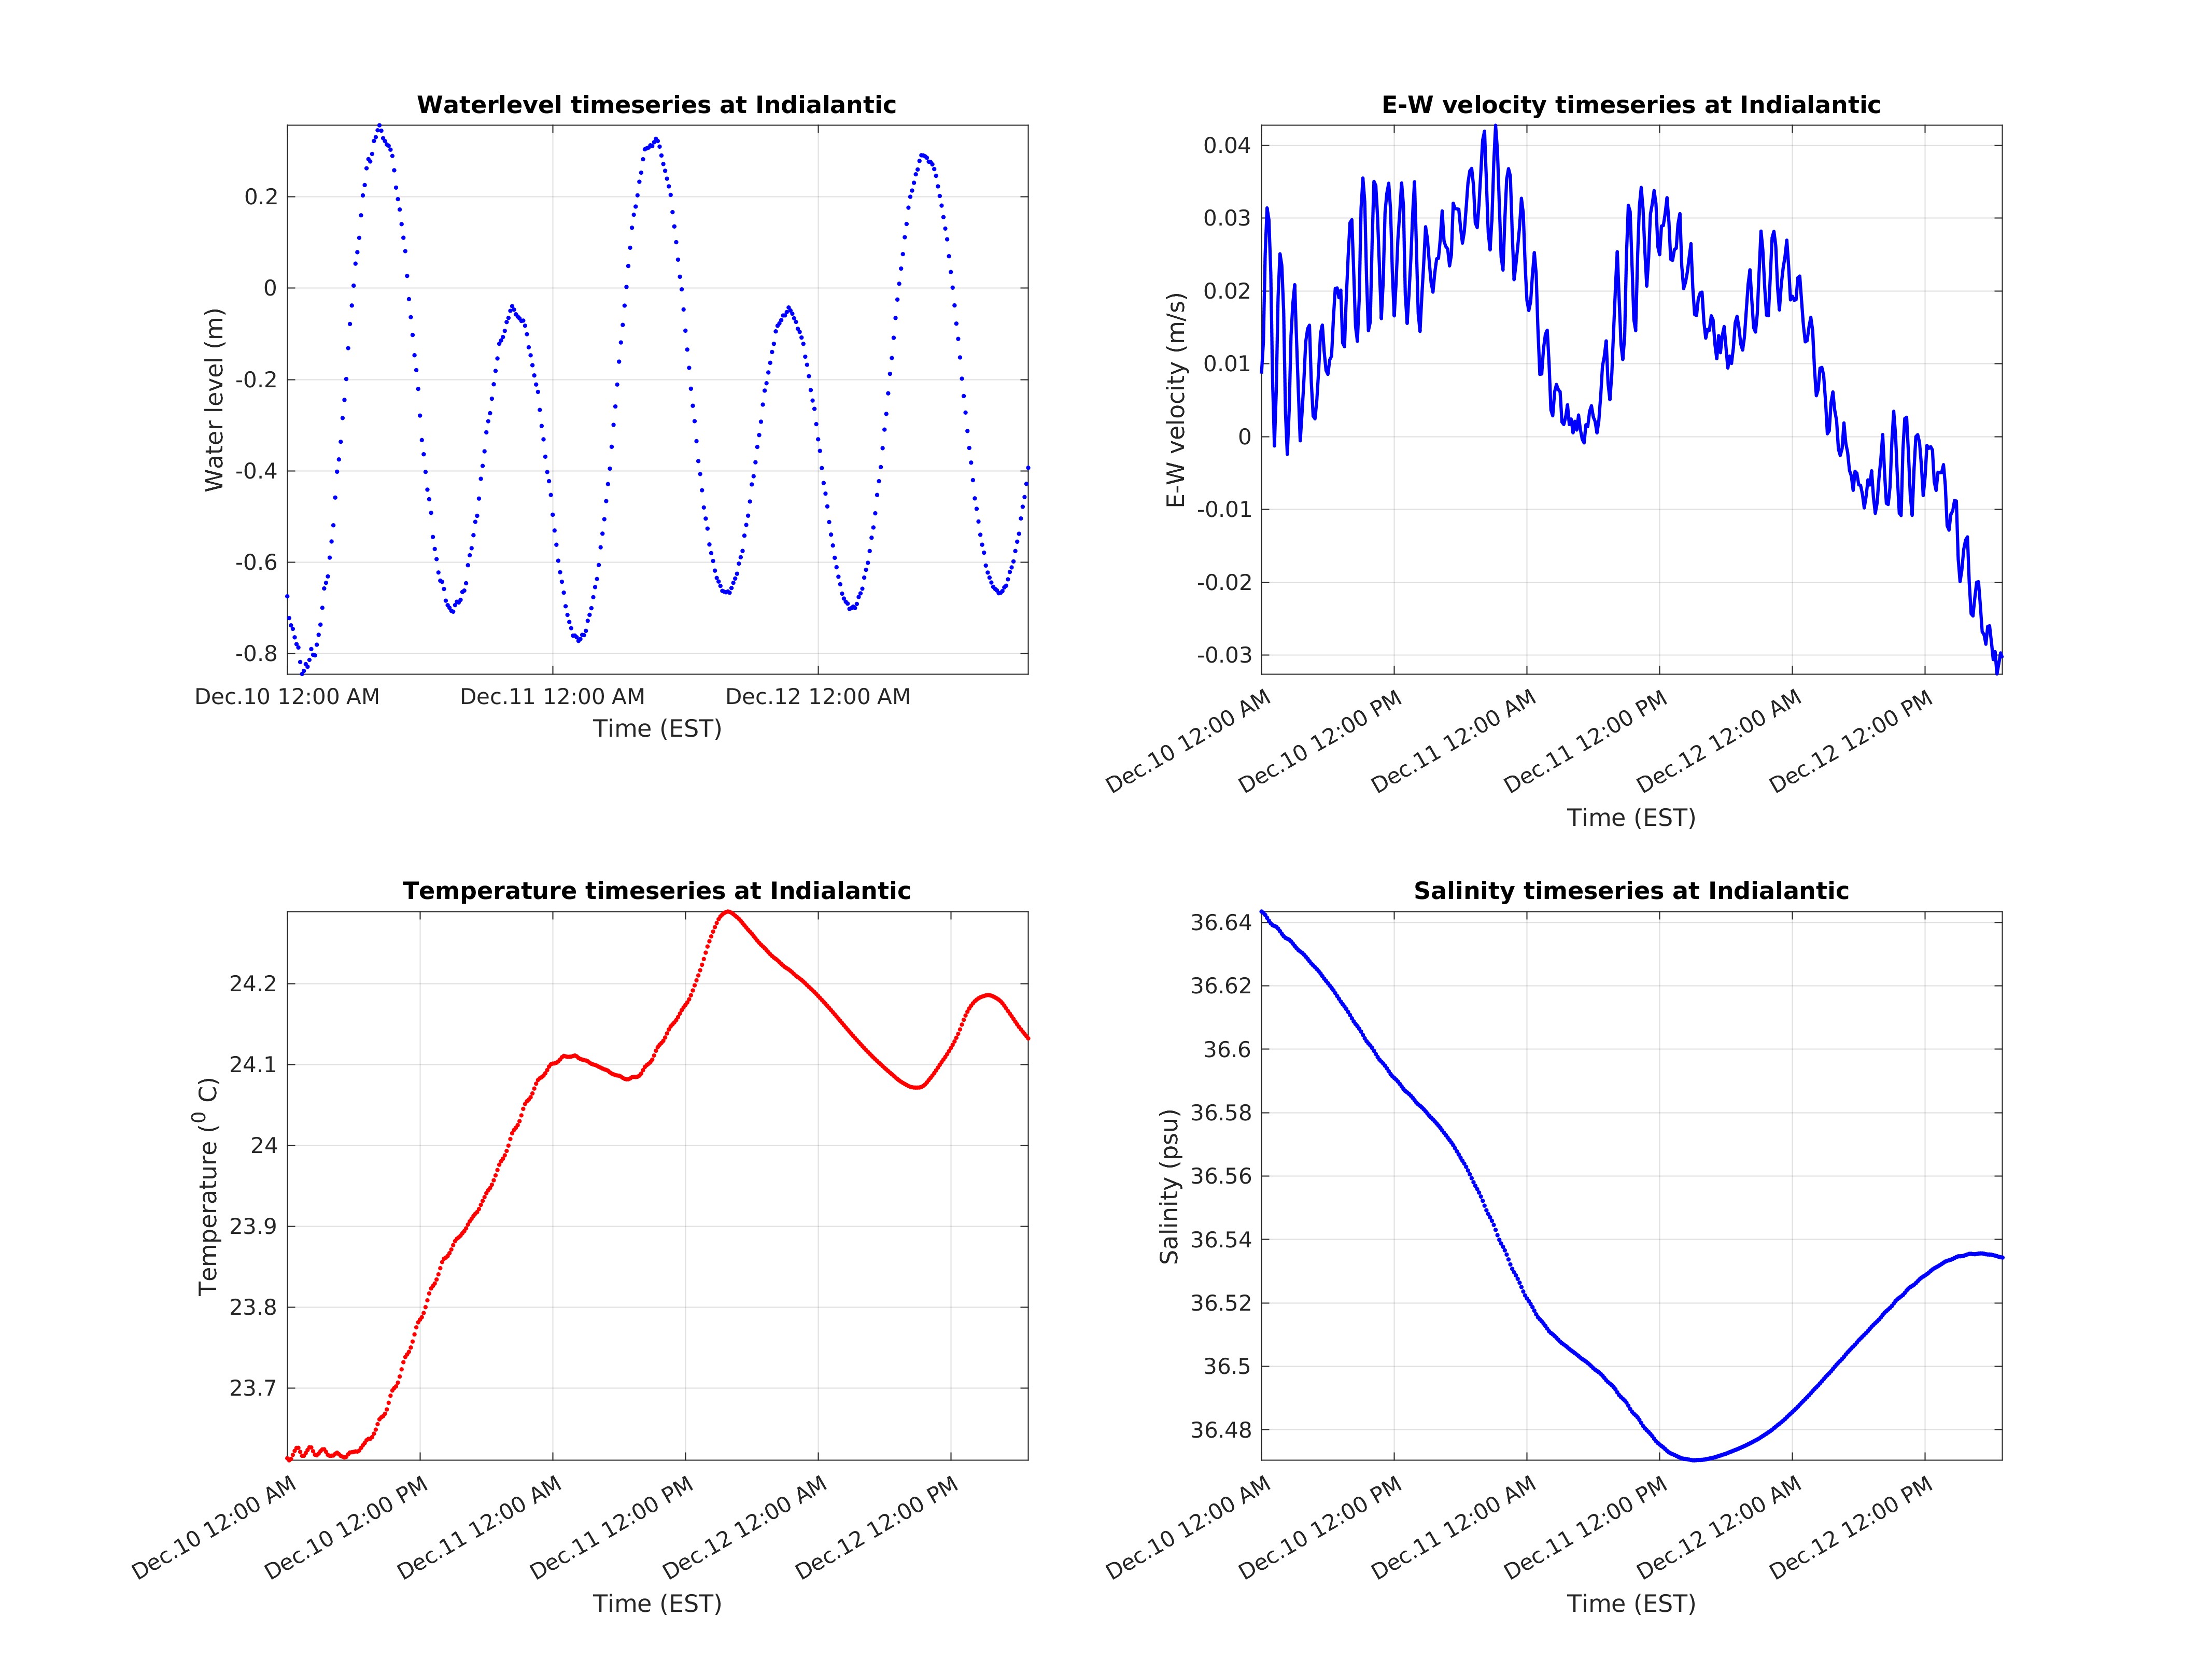 Waterlevel timeseries at Indialantic
0.2
0
-0.2
-0.4
-0.6
-0.8
Water level (m)
Dec.10 12:00 AM
Dec.11 12:00 AM
Dec.12 12:00 AM
Time (EST)
E-W velocity timeseries at Indialantic
0.04
0.03
0.02
0.01
0
-0.01
-0.02
-0.03
E-W velocity (m/s)
Dec.10 12:00 AM
Dec.10 12:00 PM
Dec.11 12:00 AM
Dec.11 12:00 PM
Dec.12 12:00 AM
Dec.12 12:00 PM
Time (EST)
Temperature timeseries at Indialantic
24.2
24.1
24
23.9
23.8
23.7
Temperature (⁰ C)
Dec.10 12:00 AM
Dec.10 12:00 PM
Dec.11 12:00 AM
Dec.11 12:00 PM
Dec.12 12:00 AM
Dec.12 12:00 PM
Time (EST)
Salinity timeseries at Indialantic
36.64
36.62
36.6
36.58
36.56
36.54
36.52
36.5
36.48
Salinity (psu)
Dec.10 12:00 AM
Dec.10 12:00 PM
Dec.11 12:00 AM
Dec.11 12:00 PM
Dec.12 12:00 AM
Dec.12 12:00 PM
Time (EST)